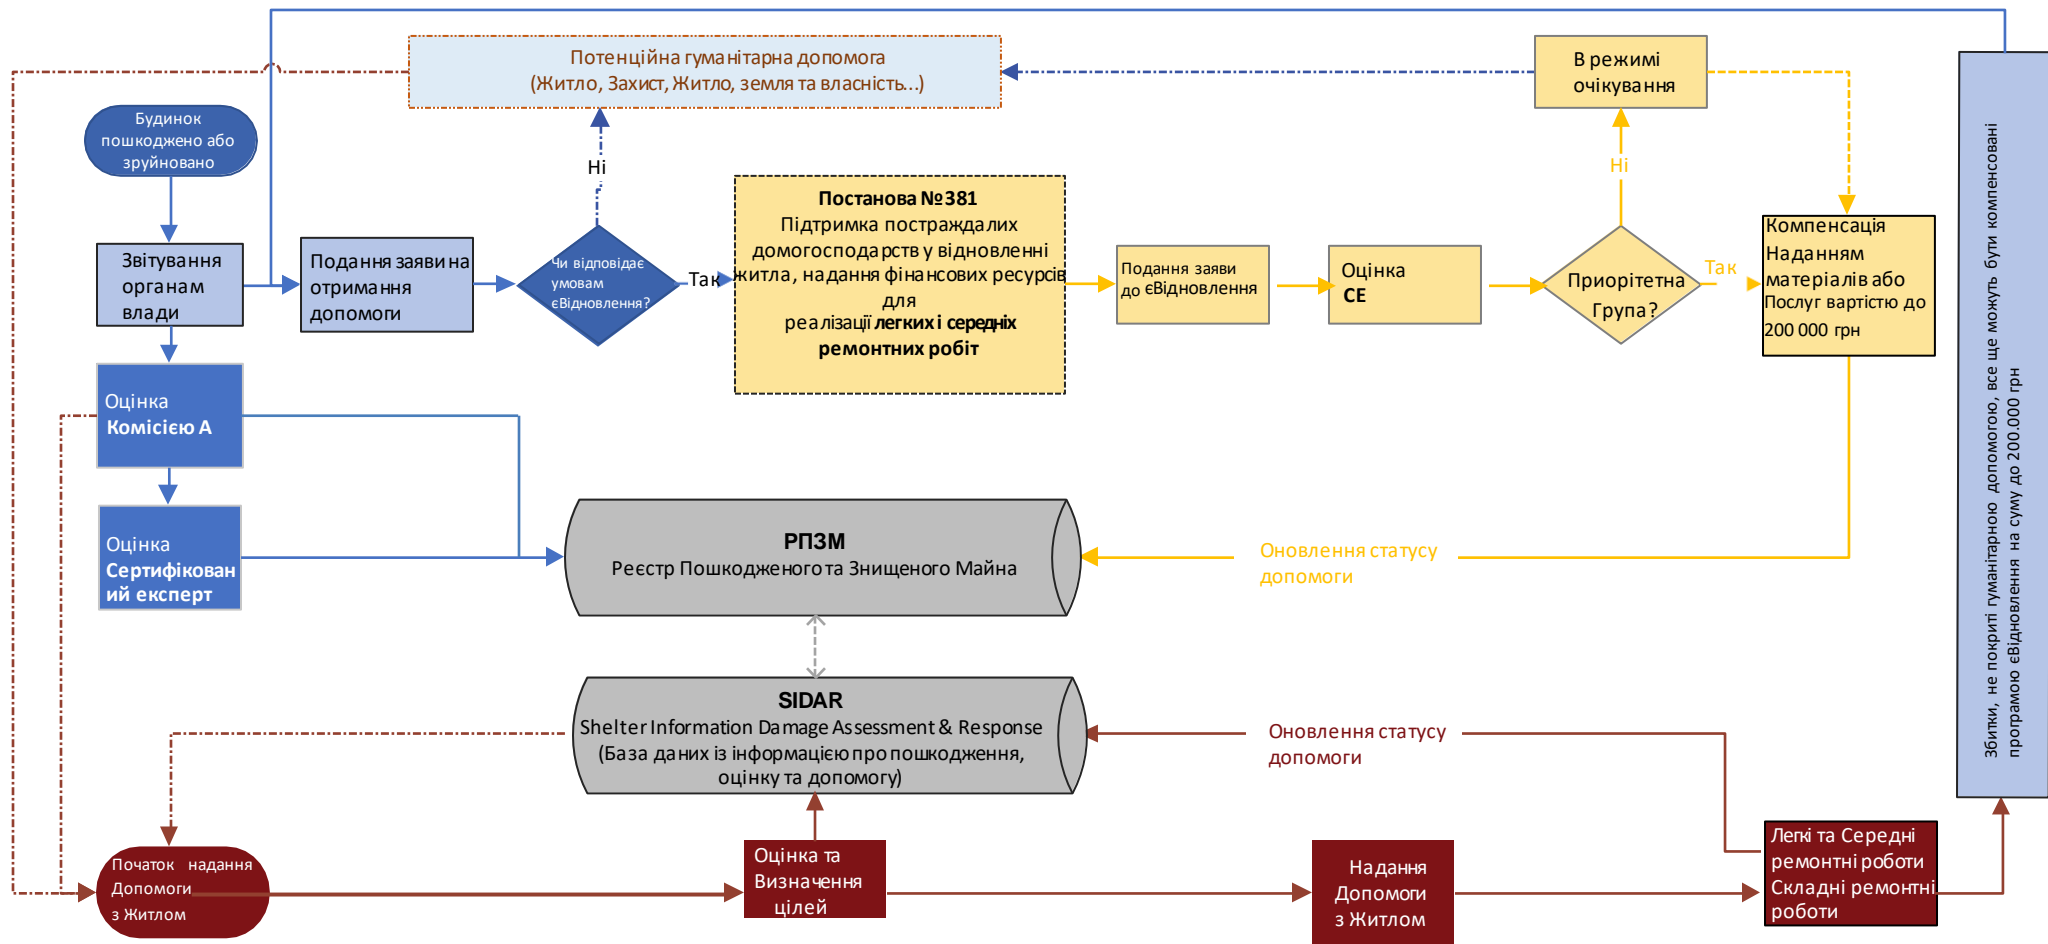 Потенційна гуманітарна допомога
(Житло, Захист, Житло, земля та власність...)
В режимі
очікування
Будинок
пошкоджено або
зруйновано
Ні
Ні
Звітування
органам
влади
Подання заяви на
отримання
допомоги
Чи відповідає
умовам
єВідновлення?
Так
Постанова №381
Підтримка постраждалих
домогосподарств у відновленні
житла, надання фінансових ресурсів
для
реалізації легких і середніх
ремонтних робіт
Подання заяви
до єВідновлення
Оцінка
СЕ
Приорітетна
Група?
Так
Компенсація
Наданням
матеріалів або
Послуг вартістю до
200 000 грн
Збитки, не покриті гуманітарною допомогою, все ще можуть бути компенсовані
програмою єВідновлення на суму до 200.000 грн
Оцінка
Комісією А
Оцінка
Сертифікован
ий експерт
РПЗМ
Реєстр Пошкодженого та Знищеного Майна
Оновлення статусу
допомоги
SIDAR
Shelter Information Damage Assessment & Response
(База даних із інформацією про пошкодження,
оцінку та допомогу)
Оновлення статусу
допомоги
Початок надання
Допомоги
з Житлом
Оцінка та
Визначення
цілей
Надання
Допомоги
з Житлом
Легкі та Середні
ремонтні роботи
Складні ремонтні
роботи